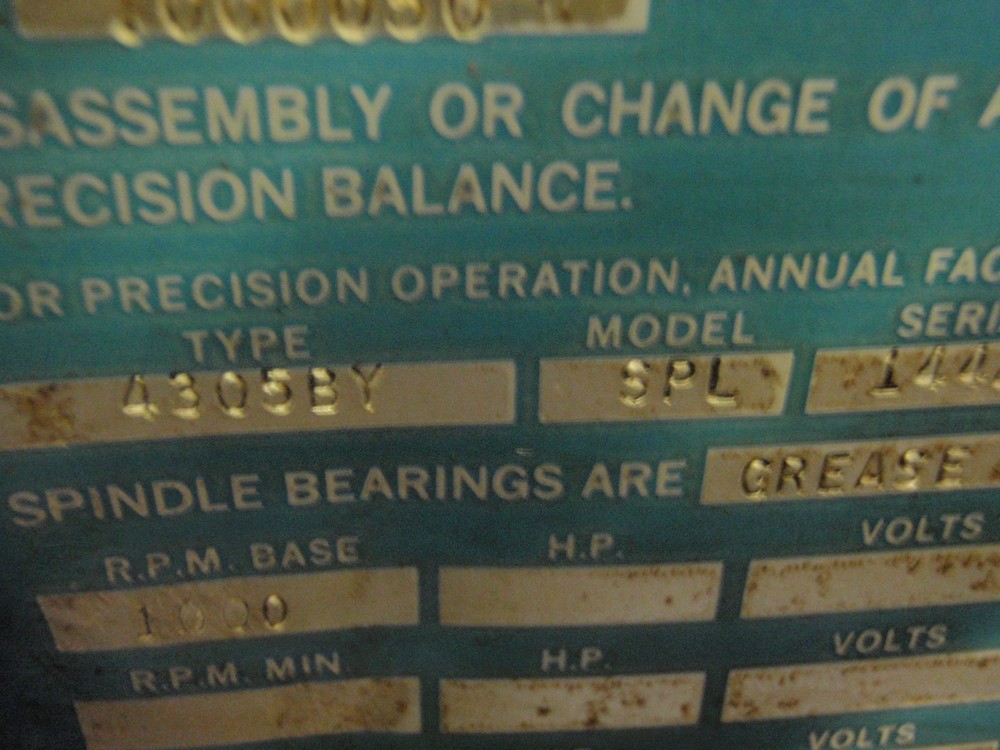 SASSEMBLY OR CHANGE OF A
RECISION BALANCE.
OR PRECISION OPERATION, ANNUAL FAC
TYPE MODEL SERI
4305BY SPL 144
SPINDLE BEARINGS ARE GREASE
R.P.M. BASE H.P. VOLTS
1000
R.P.M. MIN. H.P. VOLTS
VOLTS